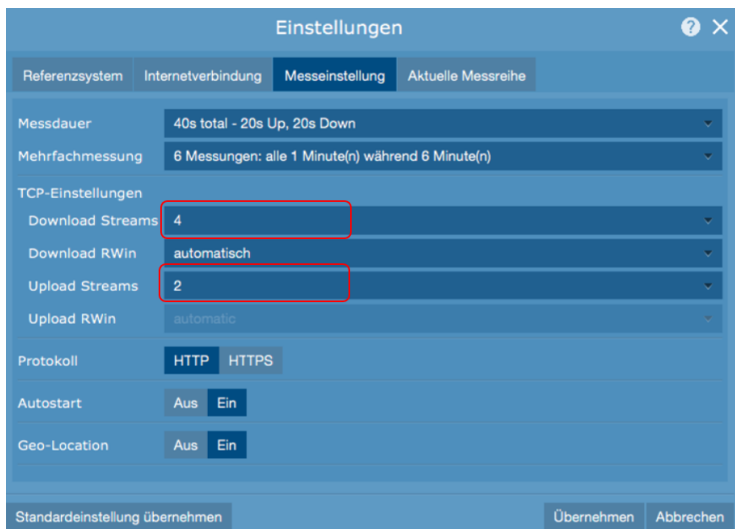 Einstellungen
Referenzsystem Internetverbindung Messeinstellung Aktuelle Messreihe
Messdauer 40s total - 20s Up, 20s Down
Mehrfachmessung 6 Messungen: alle 1 Minute(n) während 6 Minute(n)
TCP-Einstellungen
Download Streams 4
Download RWin automatisch
Upload Streams 2
Upload RWin automatic
Protokoll HTTP HTTPS
Autostart Aus Ein
Geo-Location Aus Ein
Standardeinstellung übernehmen Übernehmen Abbrechen